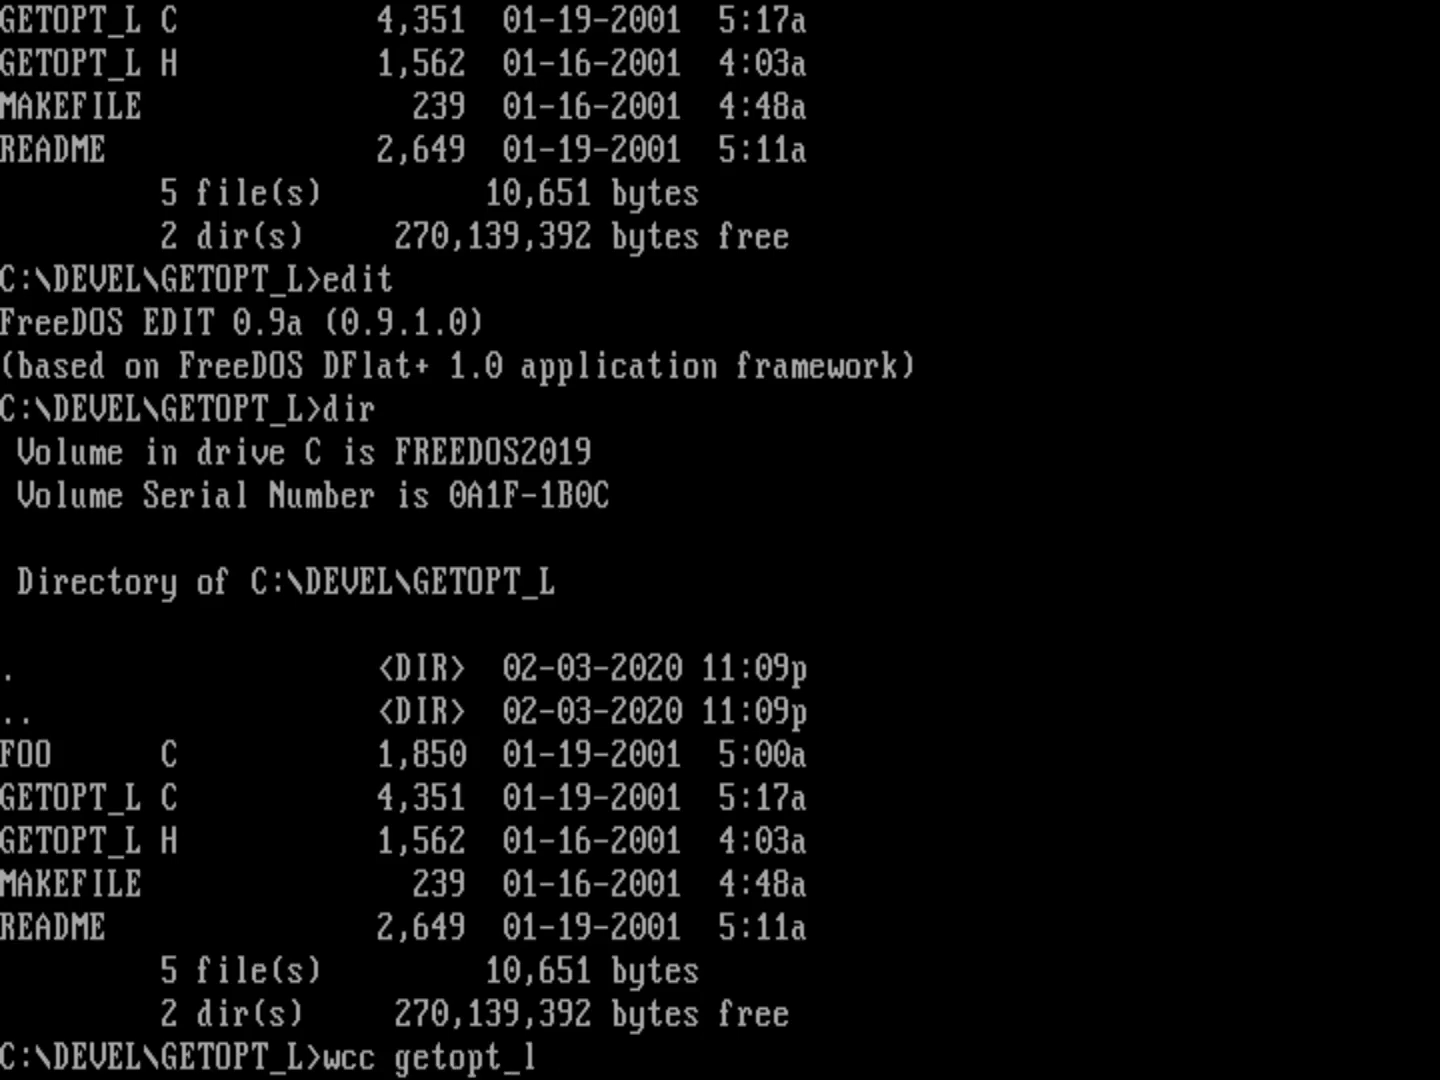 GETOPT_L C           4,351  01-19-2001  5:17a
GETOPT_L H           1,562  01-16-2001  4:03a
MAKEFILE               239  01-16-2001  4:48a
README               2,649  01-19-2001  5:11a
         5 file(s)         10,651 bytes
         2 dir(s)     270,139,392 bytes free
C:\DEVEL\GETOPT_L>edit
FreeDOS EDIT 0.9a (0.9.1.0)
(based on FreeDOS DFlat+ 1.0 application framework)
C:\DEVEL\GETOPT_L>dir
 Volume in drive C is FREEDOS2019
 Volume Serial Number is 0A1F-1B0C
 Directory of C:\DEVEL\GETOPT_L
.                    <DIR>  02-03-2020 11:09p
..                   <DIR>  02-03-2020 11:09p
FOO      C           1,850  01-19-2001  5:00a
GETOPT_L C           4,351  01-19-2001  5:17a
GETOPT_L H           1,562  01-16-2001  4:03a
MAKEFILE               239  01-16-2001  4:48a
README               2,649  01-19-2001  5:11a
         5 file(s)         10,651 bytes
         2 dir(s)     270,139,392 bytes free
C:\DEVEL\GETOPT_L>wcc getopt_l